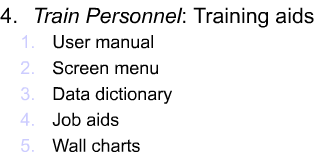 4. Train Personnel: Training aids
1. User manual
2. Screen menu
3. Data dictionary
4. Job aids
5. Wall charts